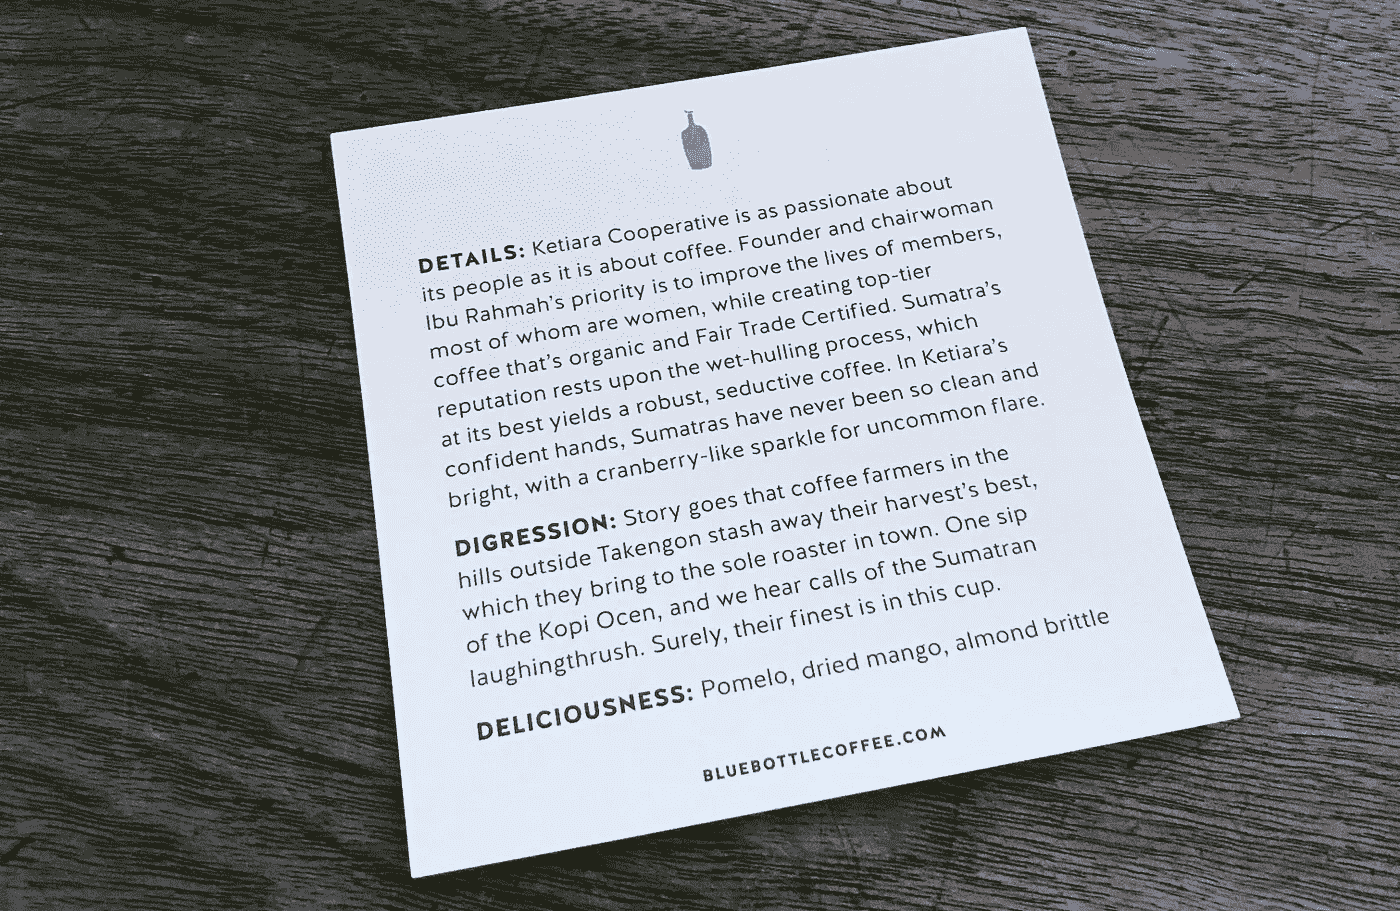 DETAILS: Ketiara Cooperative is as passionate about
its people as it is about coffee. Founder and chairwoman
Ibu Rahmah's priority is to improve the lives of members,
most of whom are women, while creating top-tier
coffee that's organic and Fair Trade Certified. Sumatra's
reputation rests upon the wet-hulling process, which
at its best yields a robust, seductive coffee. In Ketiara's
confident hands, Sumatras have never been so clean and
bright, with a cranberry-like sparkle for uncommon flare.
DIGRESSION: Story goes that coffee farmers in the
hills outside Takengon stash away their harvest's best,
which they bring to the sole roaster in town. One sip
of the Kopi Ocen, and we hear calls of the Sumatran
laughingthrush. Surely, their finest is in this cup.
DELICIOUSNESS: Pomelo, dried mango, almond brittle
BLUEBOTTLECOFFEE.COM